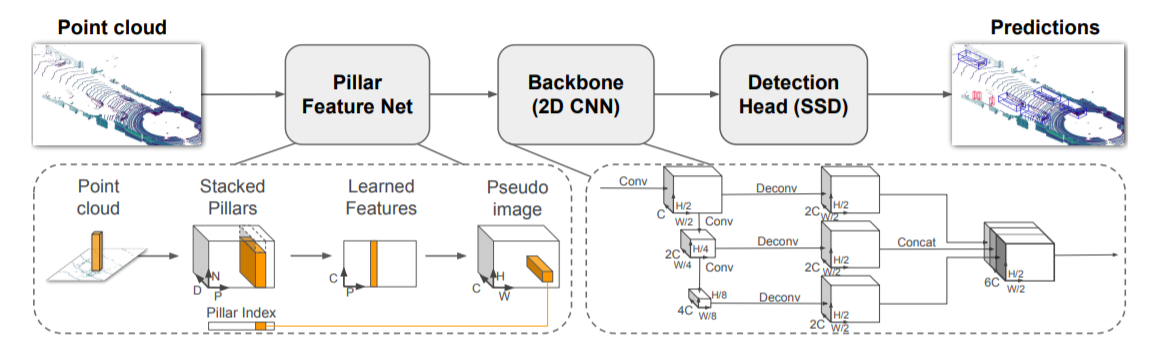 Point cloud
Predictions
Pillar
Feature Net
Backbone
(2D CNN)
Detection
Head (SSD)
Point
cloud
Stacked
Pillars
Learned
Features
Pseudo
image
D
N
P
C
P
C
H
W
Pillar Index
Conv
C
H/2
W/2
Conv
2C
H/4
W/4
Conv
4C
H/8
W/8
Deconv
2C
H/2
W/2
Deconv
2C
H/2
W/2
Deconv
2C
H/2
W/2
Concat
6C
H/2
W/2